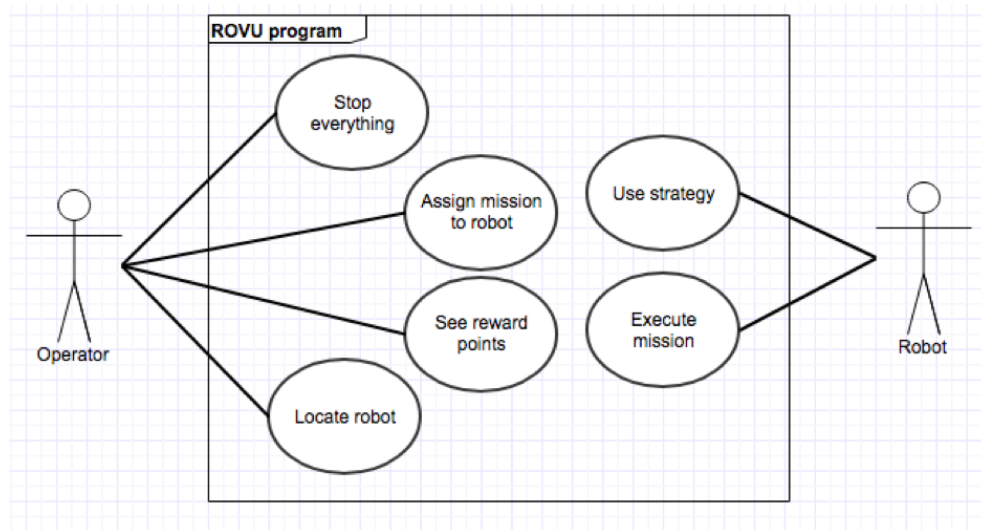 ROVU program
Stop
everything
Assign mission
to robot
Use strategy
See reward
points
Execute
mission
Operator
Robot
Locate robot